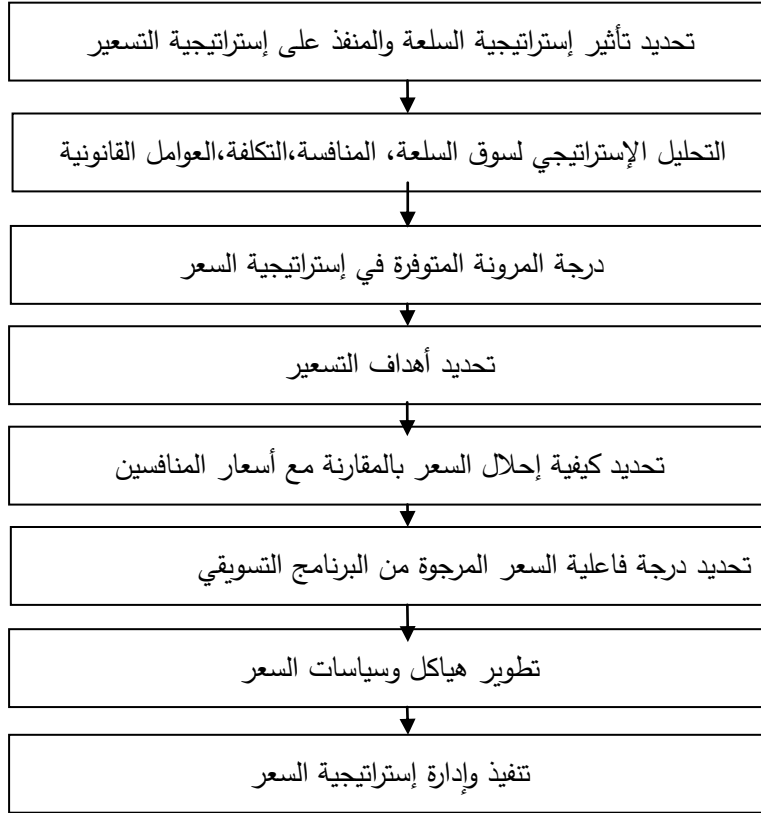 تحديد تأثير إستراتيجية السلعة والمنفذ على إستراتيجية التسعير
التحليل الإستراتيجي لسوق السلعة، المنافسة،التكلفة،العوامل القانونية
درجة المرونة المتوفرة في إستراتيجية السعر
تحديد أهداف التسعير
تحديد كيفية إحلال السعر بالمقارنة مع أسعار المنافسين
تحديد درجة فاعلية السعر المرجوة من البرنامج التسويقي
تطوير هياكل وسياسات السعر
تنفيذ وإدارة إستراتيجية السعر